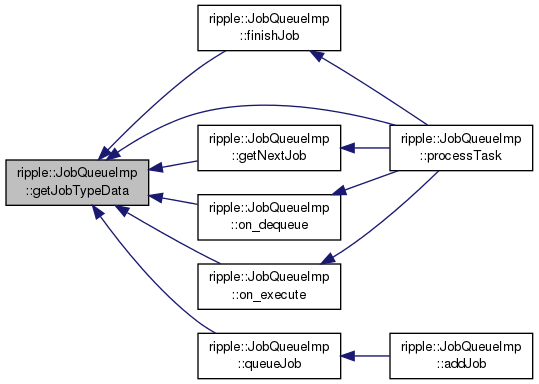 ripple::JobQueueImp
::finishJob
ripple::JobQueueImp
::getJobTypeData
ripple::JobQueueImp
::getNextJob
ripple::JobQueueImp
::processTask
ripple::JobQueueImp
::on_dequeue
ripple::JobQueueImp
::on_execute
ripple::JobQueueImp
::queueJob
ripple::JobQueueImp
::addJob